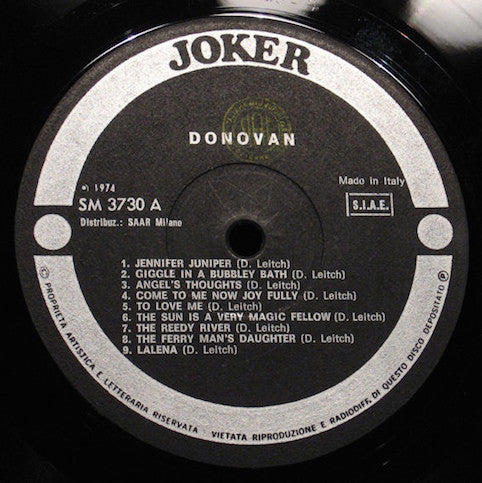 JOKER
DONOVAN
℗ 1974
SM 3730 A
Distribuz.: SAAR Milano
Made in Italy
S.I.A.E.
1. JENNIFER JUNIPER (D. Leitch)
2. GIGGLE IN A BUBBLEY BATH (D. Leitch)
3. ANGEL'S THOUGHTS (D. Leitch)
4. COME TO ME NOW JOY FULLY (D. Leitch)
5. TO LOVE ME (D. Leitch)
6. THE SUN IS A VERY MAGIC FELLOW (D. Leitch)
7. THE REEDY RIVER (D. Leitch)
8. THE FERRY MAN'S DAUGHTER (D. Leitch)
9. LALENA (D. Leitch)
© PROPRIETA ARTISTICA E LETTERARIA RISERVATA
VIETATA RIPRODUZIONE E RADIODIFF. DI QUESTO DISCO DEPOSITATO ℗